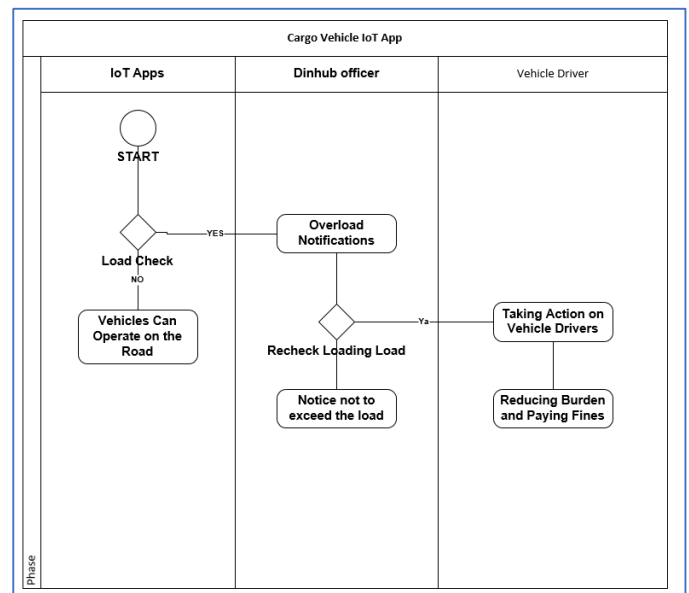 Cargo Vehicle IoT App
IoT Apps
Dinhub officer
Vehicle Driver
START
Load Check
YES
NO
Vehicles Can
Operate on the
Road
Overload
Notifications
Recheck Loading Load
Ya
Notice not to
exceed the load
Taking Action on
Vehicle Drivers
Reducing Burden
and Paying Fines
Phase